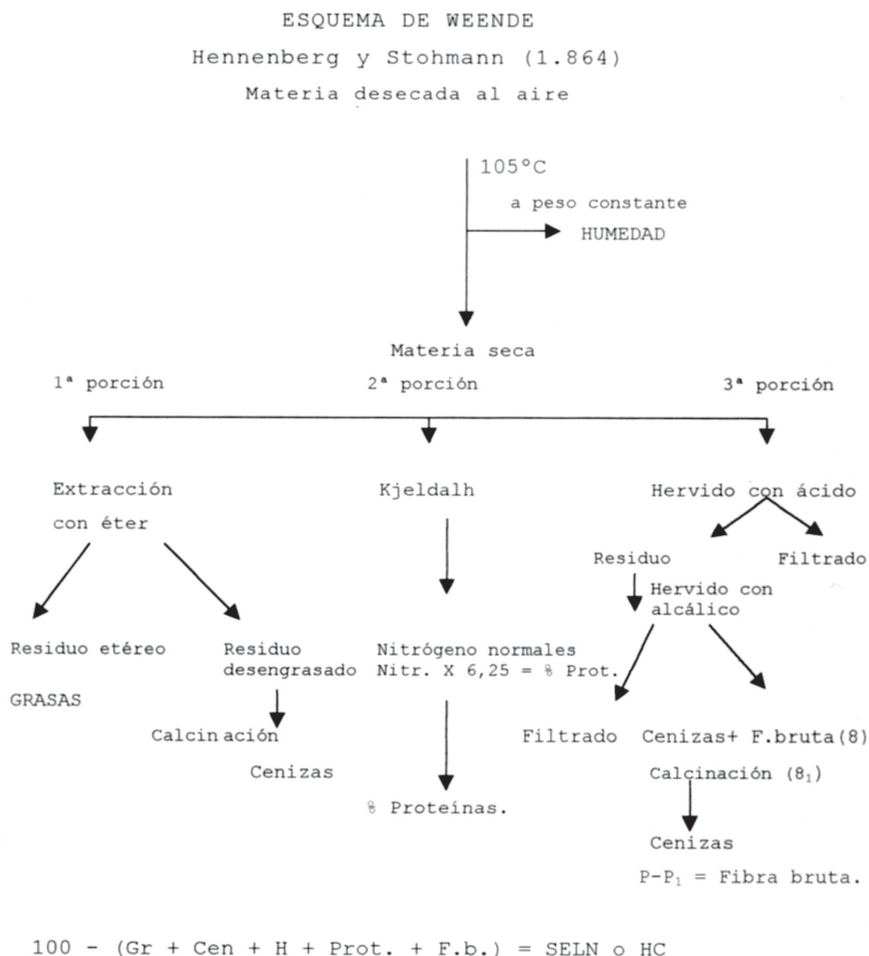 ESQUEMA DE WEENDE
Hennenberg y Stohmann (1.864)
Materia desecada al aire
105°C
a peso constante
HUMEDAD
Materia seca
1ª porción 2ª porción 3ª porción
Extracción
con éter
Kjeldalh
Hervido con ácido
Residuo Filtrado
Hervido con
alcálico
Residuo etéreo
GRASAS
Residuo
desengrasado
Nitrógeno normales
Nitr. X 6,25 = % Prot.
Calcinación
Cenizas
% Proteínas.
Filtrado Cenizas+ F.bruta(8)
Calcinación (8₁)
Cenizas
P-P₁ = Fibra bruta.
100 - (Gr + Cen + H + Prot. + F.b.) = SELN o HC